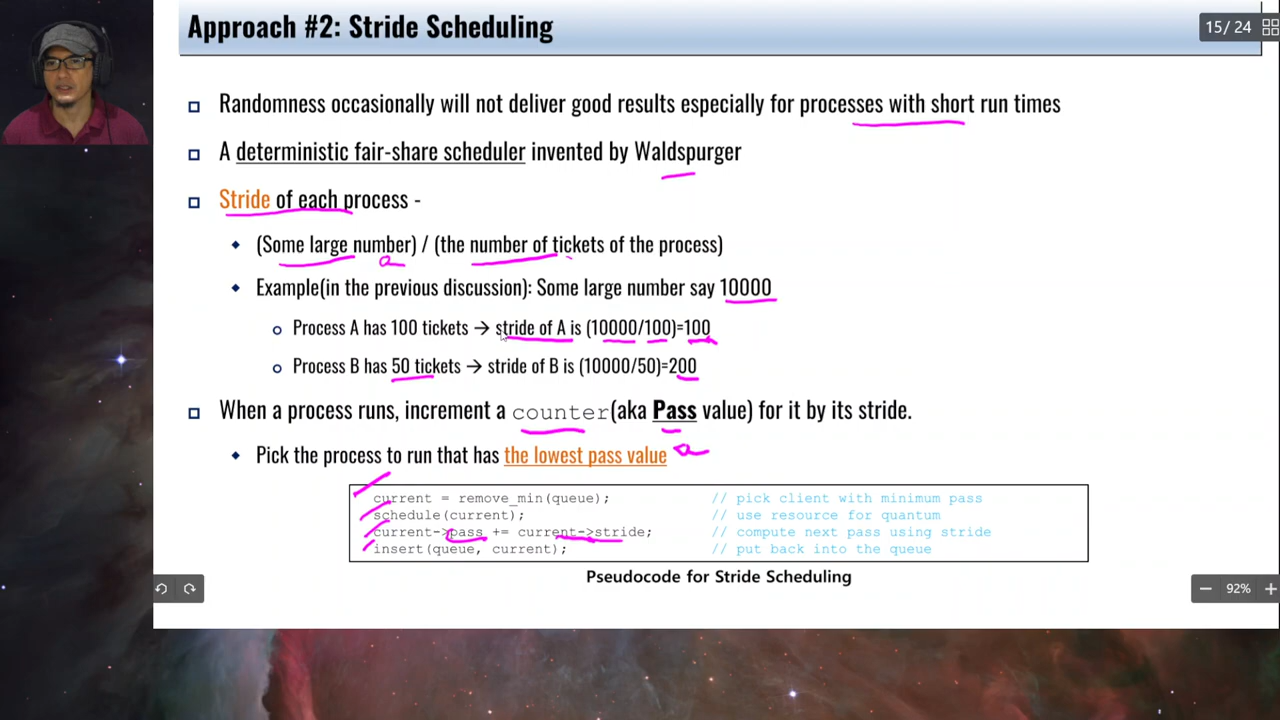 Approach #2: Stride Scheduling
15/ 24
Randomness occasionally will not deliver good results especially for processes with short run times
A deterministic fair-share scheduler invented by Waldspurger
Stride of each process -
(Some large number) / (the number of tickets of the process)
Example(in the previous discussion): Some large number say 10000
Process A has 100 tickets → stride of A is (10000/100)=100
Process B has 50 tickets → stride of B is (10000/50)=200
When a process runs, increment a counter(aka Pass value) for it by its stride.
Pick the process to run that has the lowest pass value
current = remove_min(queue); // pick client with minimum pass
schedule(current); // use resource for quantum
current->pass += current->stride; // compute next pass using stride
insert(queue, current); // put back into the queue
Pseudocode for Stride Scheduling
92%